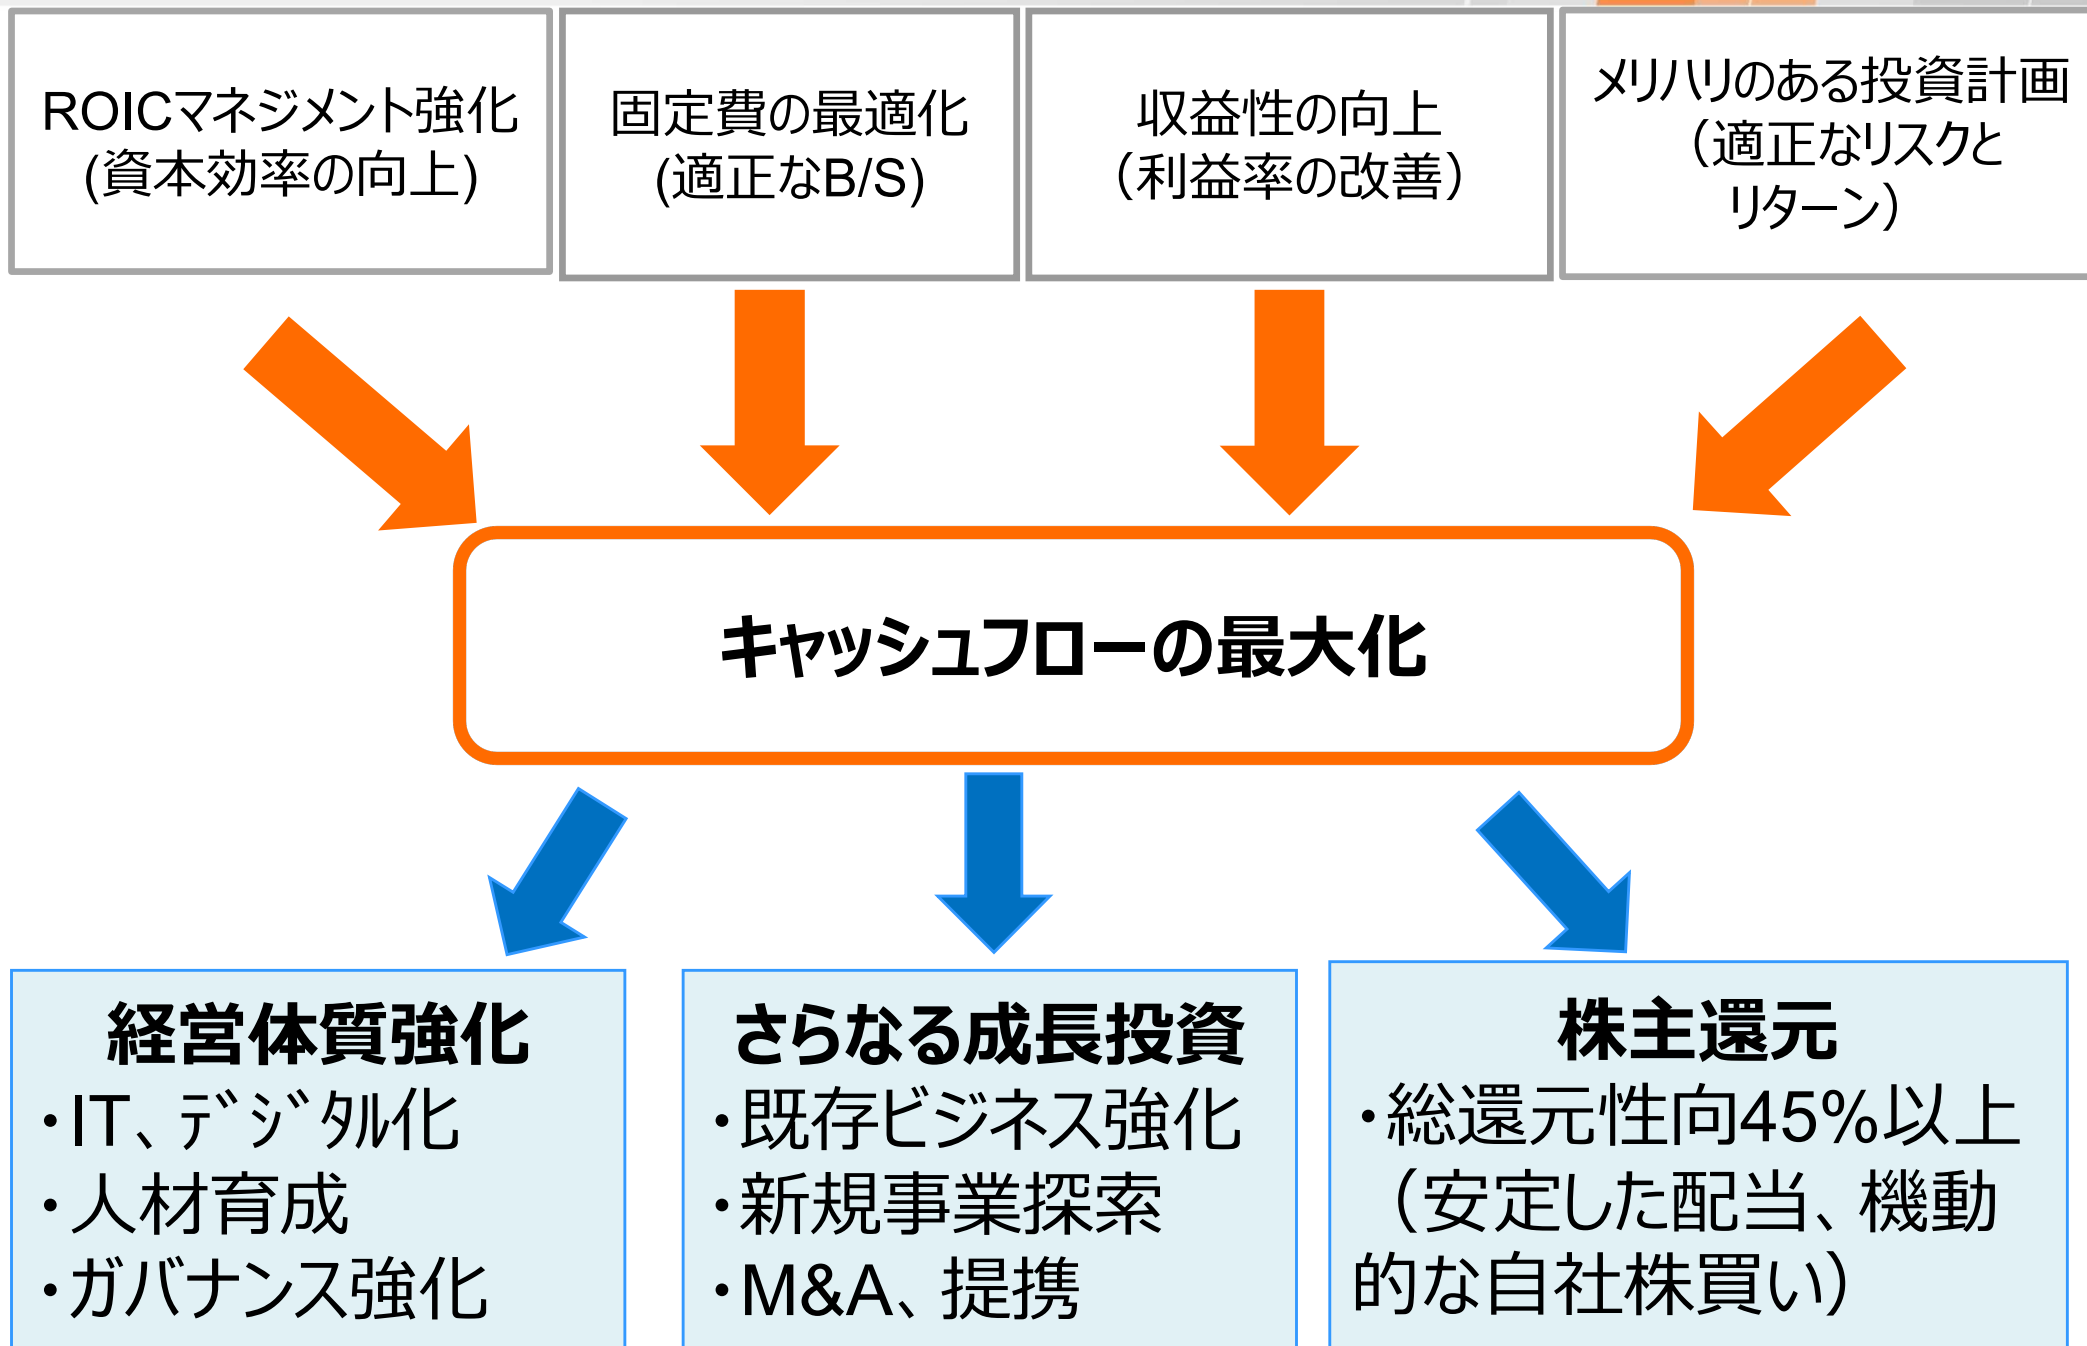 ROICマネジメント強化
(資本効率の向上)
固定費の最適化
(適正なB/S)
収益性の向上
（利益率の改善）
メリハリのある投資計画
（適正なリスクと
リターン）
キャッシュフローの最大化
経営体質強化
・IT、ﾃﾞｼﾞﾀﾙ化
・人材育成
・ガバナンス強化
さらなる成長投資
・既存ビジネス強化
・新規事業探索
・M&A、提携
株主還元
・総還元性向45%以上
（安定した配当、機動
的な自社株買い）